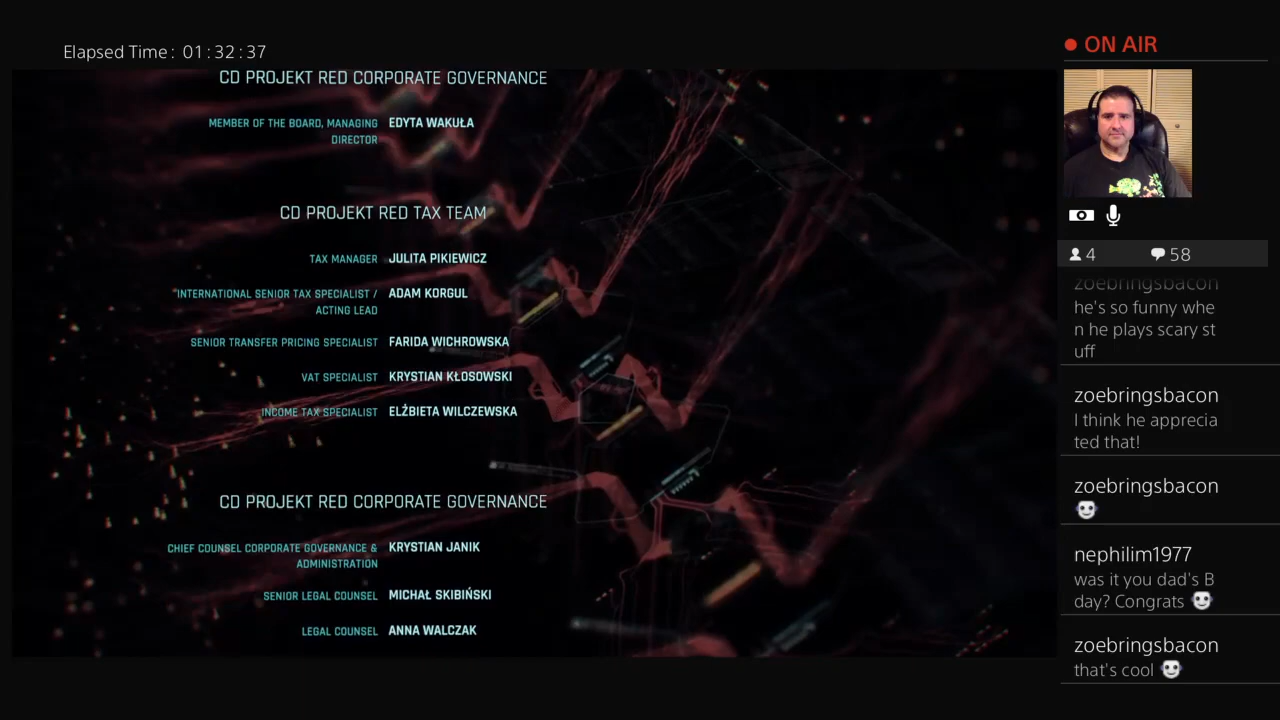 Elapsed Time: 01:32:37
ON AIR
CD PROJEKT RED CORPORATE GOVERNANCE
MEMBER OF THE BOARD, MANAGING
DIRECTOR
EDYTA WAKUŁA
CD PROJEKT RED TAX TEAM
TAX MANAGER JULITA PIKIEWICZ
INTERNATIONAL SENIOR TAX SPECIALIST /
ACTING LEAD
ADAM KORGUL
SENIOR TRANSFER PRICING SPECIALIST FARIDA WICHROWSKA
VAT SPECIALIST KRYSTIAN KŁOSOWSKI
INCOME TAX SPECIALIST ELŻBIETA WILCZEWSKA
CD PROJEKT RED CORPORATE GOVERNANCE
CHIEF COUNSEL CORPORATE GOVERNANCE &
ADMINISTRATION
KRYSTIAN JANIK
SENIOR LEGAL COUNSEL MICHAŁ SKIBIŃSKI
LEGAL COUNSEL ANNA WALCZAK
4 58
zoebringsbacon
he's so funny whe
n he plays scary st
uff
zoebringsbacon
I think he apprecia
ted that!
zoebringsbacon
nephilim1977
was it you dad's B
day? Congrats
zoebringsbacon
that's cool